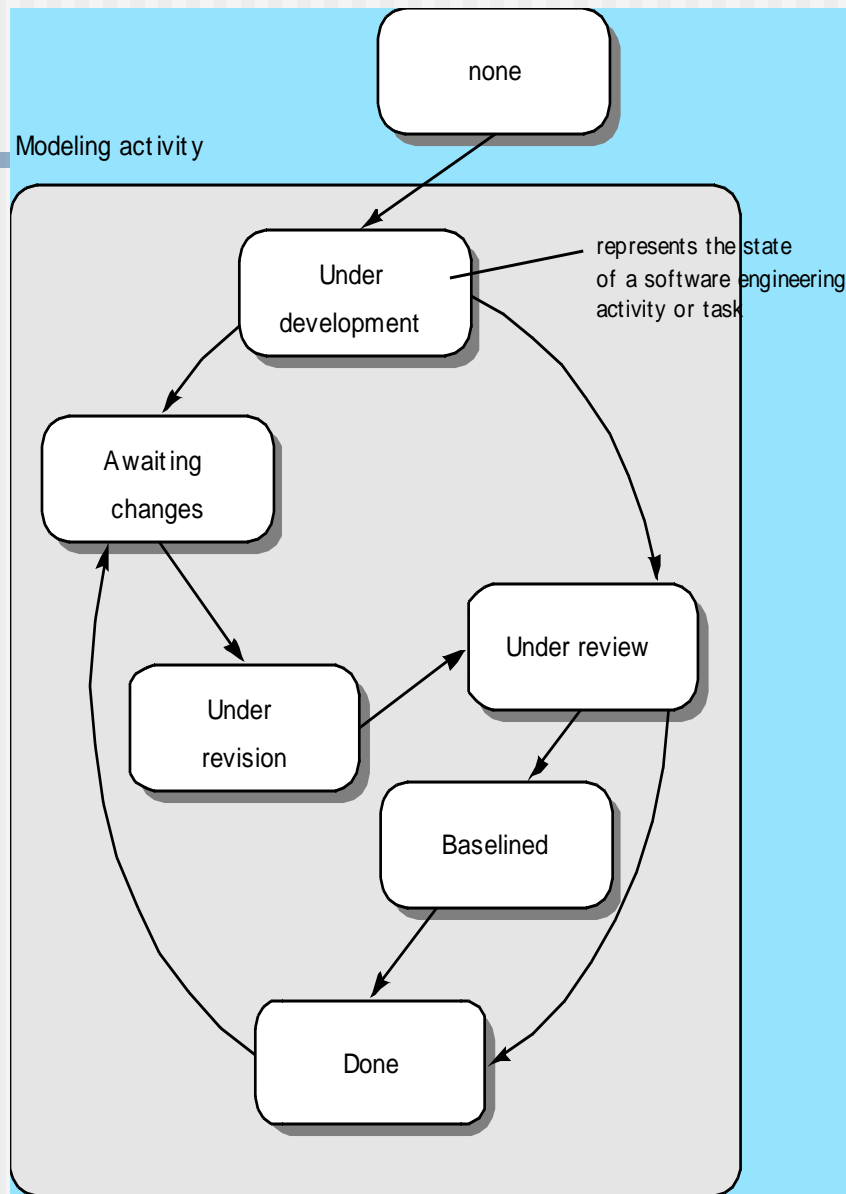 none
Modeling activity
represents the state
of a software engineering
activity or task
Under
development
Awaiting
changes
Under review
Under
revision
Baselined
Done